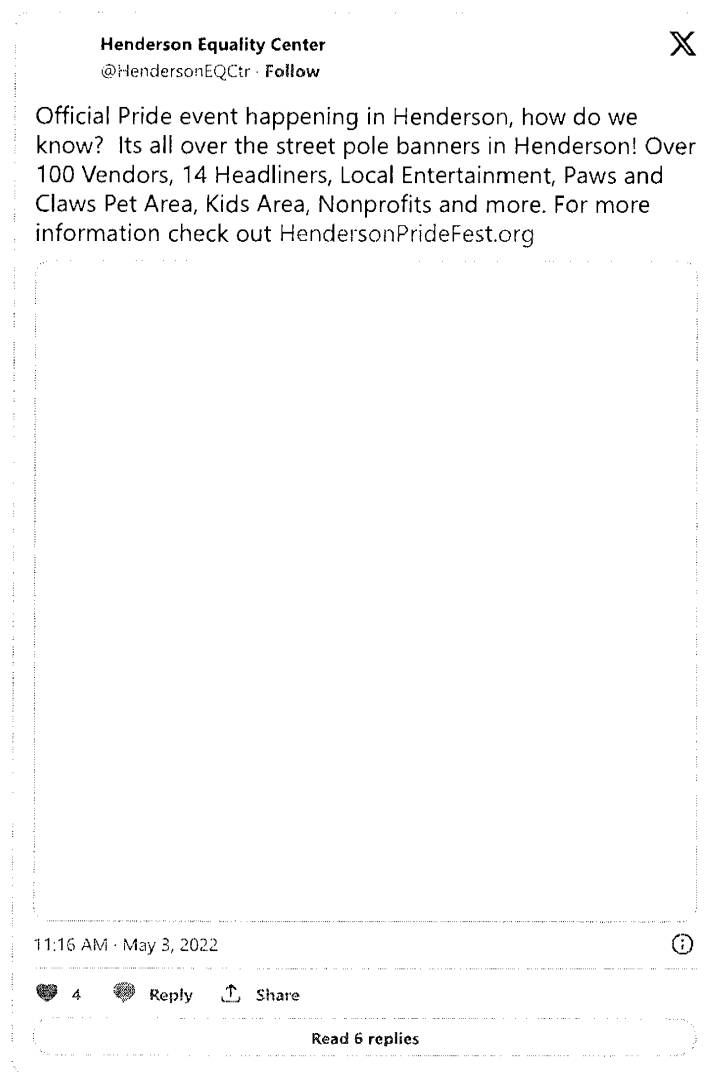 Henderson Equality Center
@HendersonEQCtr · Follow
Official Pride event happening in Henderson, how do we
know?  Its all over the street pole banners in Henderson! Over
100 Vendors, 14 Headliners, Local Entertainment, Paws and
Claws Pet Area, Kids Area, Nonprofits and more. For more
information check out HendersonPrideFest.org
11:16 AM · May 3, 2022
4 Reply Share
Read 6 replies